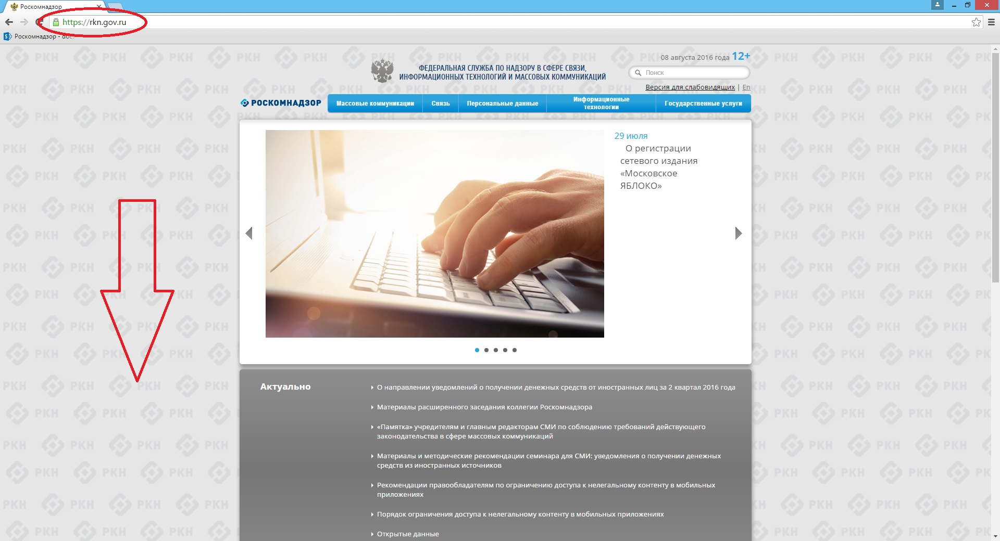 Роскомнадзор
https://rkn.gov.ru
Роскомнадзор - doc
08 августа 2016 года 12+
ФЕДЕРАЛЬНАЯ СЛУЖБА ПО НАДЗОРУ В СФЕРЕ СВЯЗИ,
ИНФОРМАЦИОННЫХ ТЕХНОЛОГИЙ И МАССОВЫХ КОММУНИКАЦИЙ
Поиск
Версия для слабовидящих | En
РОСКОМНАДЗОР
Массовые коммуникации
Связь
Персональные данные
Информационные
технологии
Государственные услуги
29 июля
О регистрации
сетевого издания
«Московское
ЯБЛОКО»
Актуально
О направлении уведомлений о получении денежных средств от иностранных лиц за 2 квартал 2016 года
Материалы расширенного заседания коллегии Роскомнадзора
«Памятка» учредителям и главным редакторам СМИ по соблюдению требований действующего
законодательства в сфере массовых коммуникаций
Материалы и методические рекомендации семинара для СМИ: уведомления о получении денежных
средств из иностранных источников
Рекомендации правообладателям по ограничению доступа к нелегальному контенту в мобильных
приложениях
Порядок ограничения доступа к нелегальному контенту в мобильных приложениях
Открытые данные
РКН